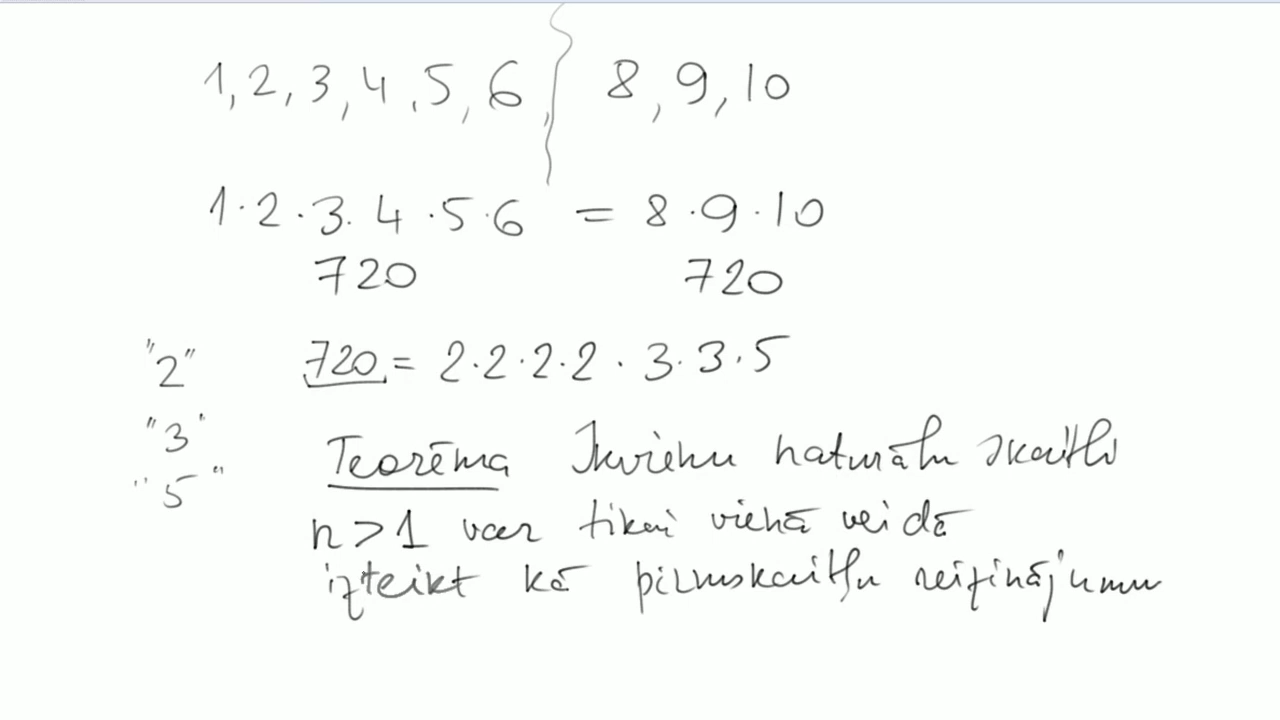 1, 2, 3, 4, 5, 6, 8, 9, 10
1 · 2 · 3 · 4 · 5 · 6 = 8 · 9 · 10
720 720
"2" 720 = 2 · 2 · 2 · 2 · 3 · 3 · 5
"3"
Teorēma Ikvienu naturālu skaitli
"5"
n > 1 var tikai vienā veidā
izteikt kā pirmskaitļu reizinājumu